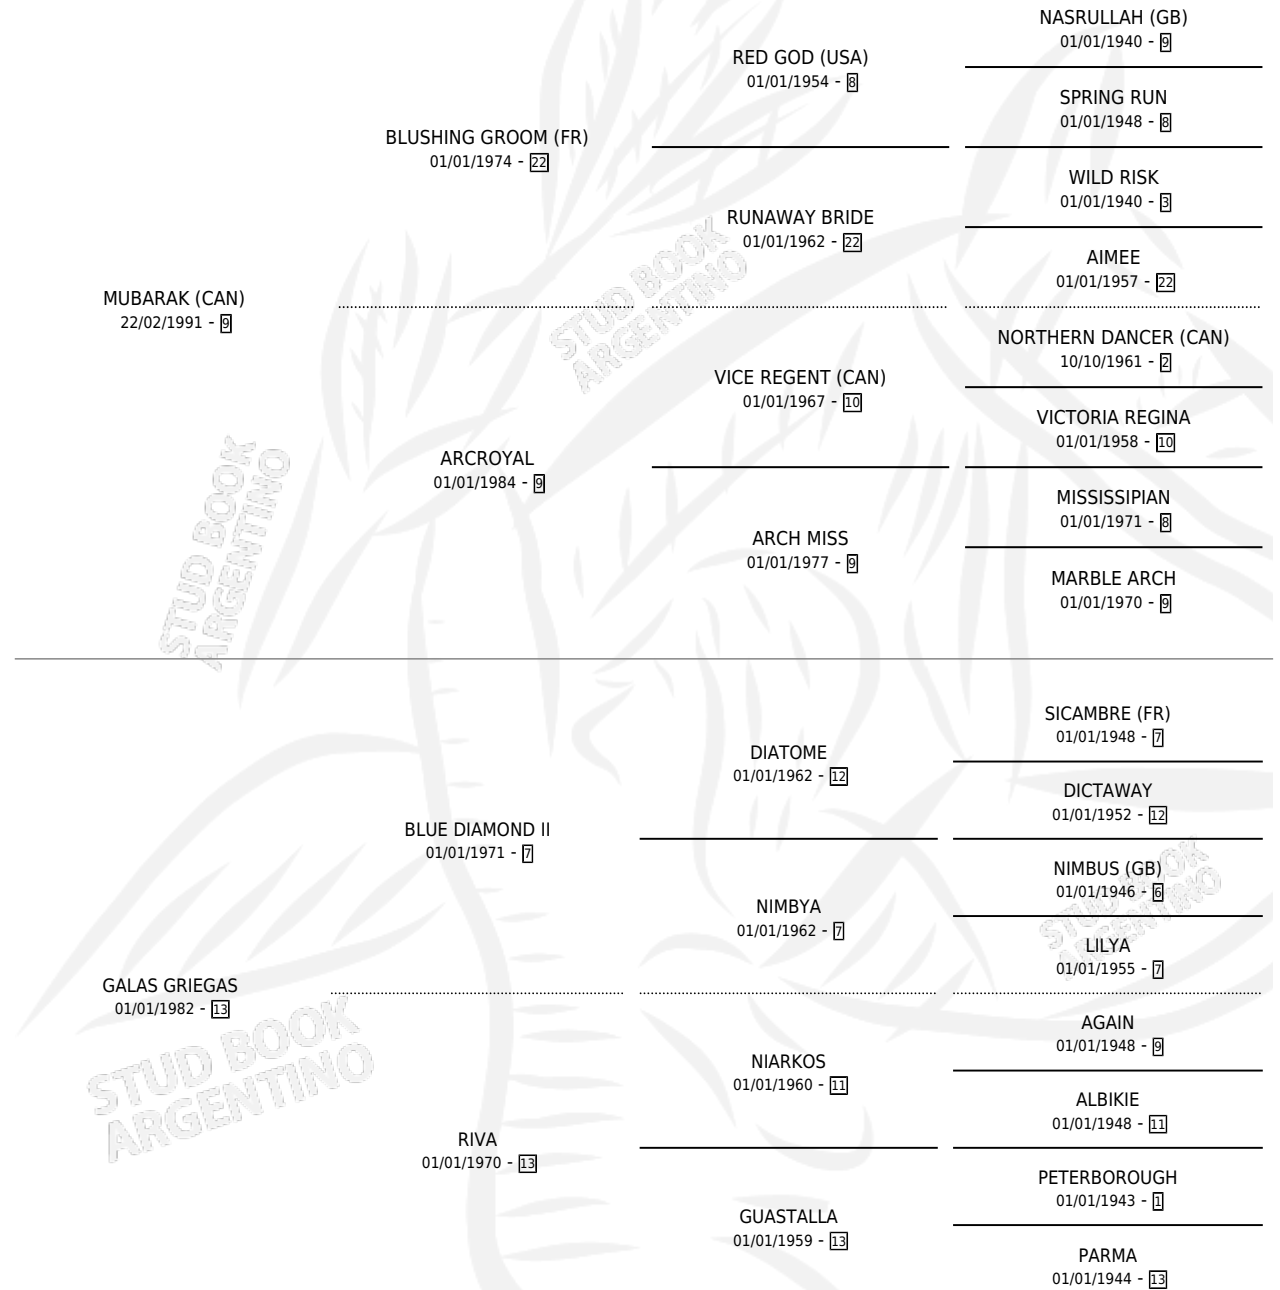 NASRULLAH (GB)
01/01/1940 - 9
RED GOD (USA)
01/01/1954 - 8
SPRING RUN
01/01/1948 - 8
BLUSHING GROOM (FR)
01/01/1974 - 22
WILD RISK
01/01/1940 - 3
RUNAWAY BRIDE
01/01/1962 - 22
AIMEE
01/01/1957 - 22
MUBARAK (CAN)
22/02/1991 - 9
STUD BOOK
ARGENTINO
NORTHERN DANCER (CAN)
10/10/1961 - 2
VICE REGENT (CAN)
01/01/1967 - 10
VICTORIA REGINA
01/01/1958 - 10
ARCROYAL
01/01/1984 - 9
MISSISSIPIAN
01/01/1971 - 8
ARCH MISS
01/01/1977 - 9
MARBLE ARCH
01/01/1970 - 9
STUD BOOK
ARGENTINO
SICAMBRE (FR)
01/01/1948 - 7
DIATOME
01/01/1962 - 12
DICTAWAY
01/01/1952 - 12
BLUE DIAMOND II
01/01/1971 - 7
NIMBUS (GB)
01/01/1946 - 6
NIMBYA
01/01/1962 - 7
STUD BOOK
ARGENTINO
LILYA
01/01/1955 - 7
GALAS GRIEGAS
01/01/1982 - 13
STUD BOOK
ARGENTINO
AGAIN
01/01/1948 - 9
NIARKOS
01/01/1960 - 11
ALBIKIE
01/01/1948 - 11
RIVA
01/01/1970 - 13
PETERBOROUGH
01/01/1943 - 1
GUASTALLA
01/01/1959 - 13
PARMA
01/01/1944 - 13